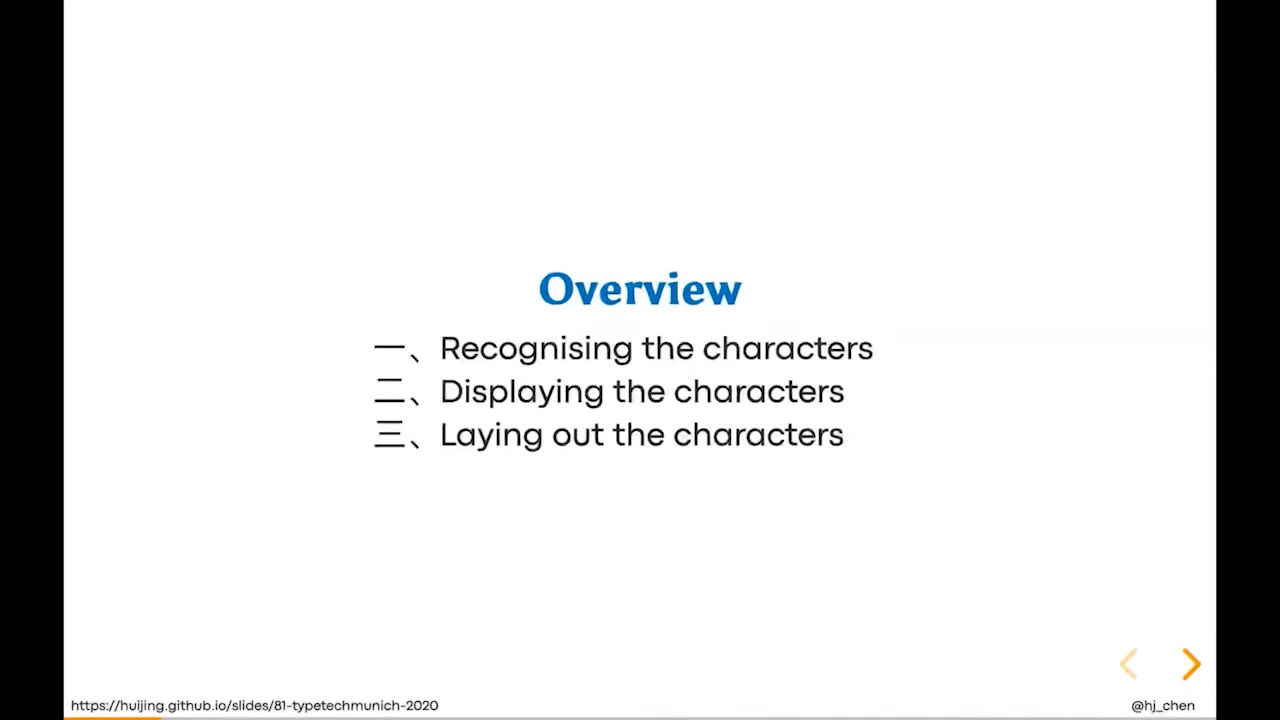 Overview
一、Recognising the characters
二、Displaying the characters
三、Laying out the characters
https://huijing.github.io/slides/81-typetechmunich-2020
@hj_chen